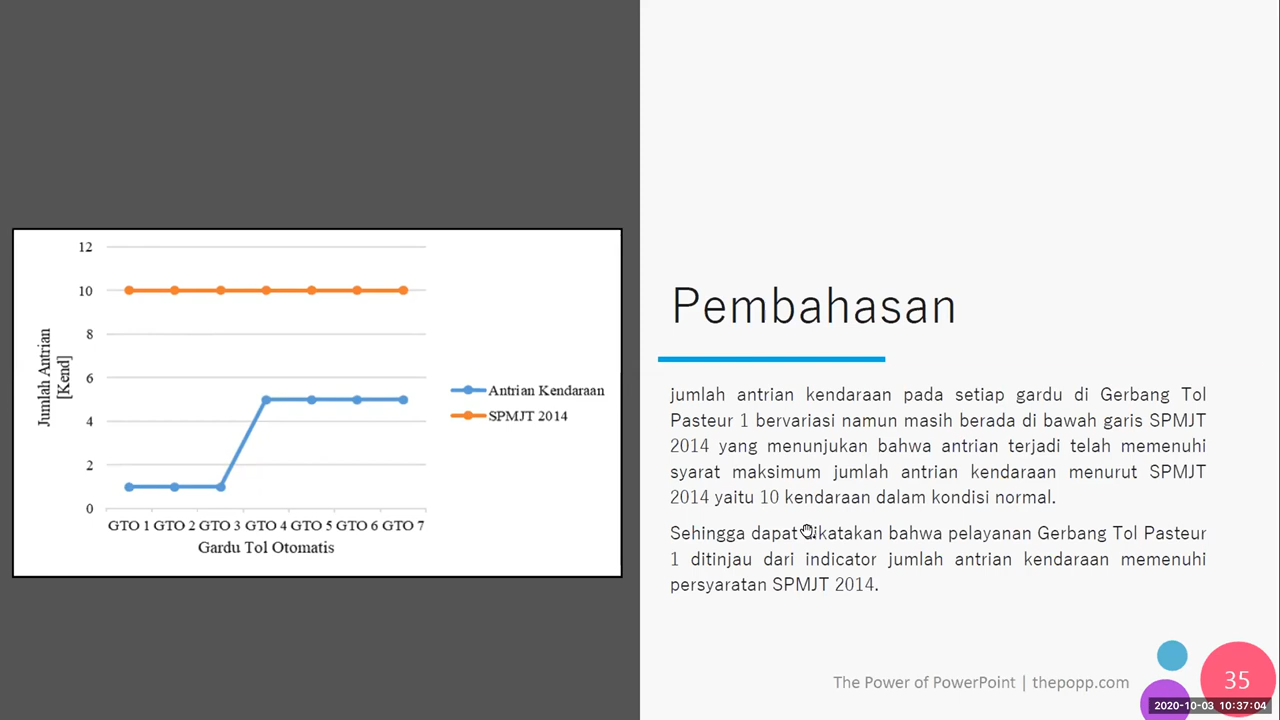 12
10
8
6
4
2
0
Jumlah Antrian
[Kend]
GTO 1 GTO 2 GTO 3 GTO 4 GTO 5 GTO 6 GTO 7
Gardu Tol Otomatis
Antrian Kendaraan
SPMJT 2014
Pembahasan
jumlah antrian kendaraan pada setiap gardu di Gerbang Tol
Pasteur 1 bervariasi namun masih berada di bawah garis SPMJT
2014 yang menunjukan bahwa antrian terjadi telah memenuhi
syarat maksimum jumlah antrian kendaraan menurut SPMJT
2014 yaitu 10 kendaraan dalam kondisi normal.
Sehingga dapat dikatakan bahwa pelayanan Gerbang Tol Pasteur
1 ditinjau dari indicator jumlah antrian kendaraan memenuhi
persyaratan SPMJT 2014.
The Power of PowerPoint | thepopp.com
35
2020-10-03 10:37:04